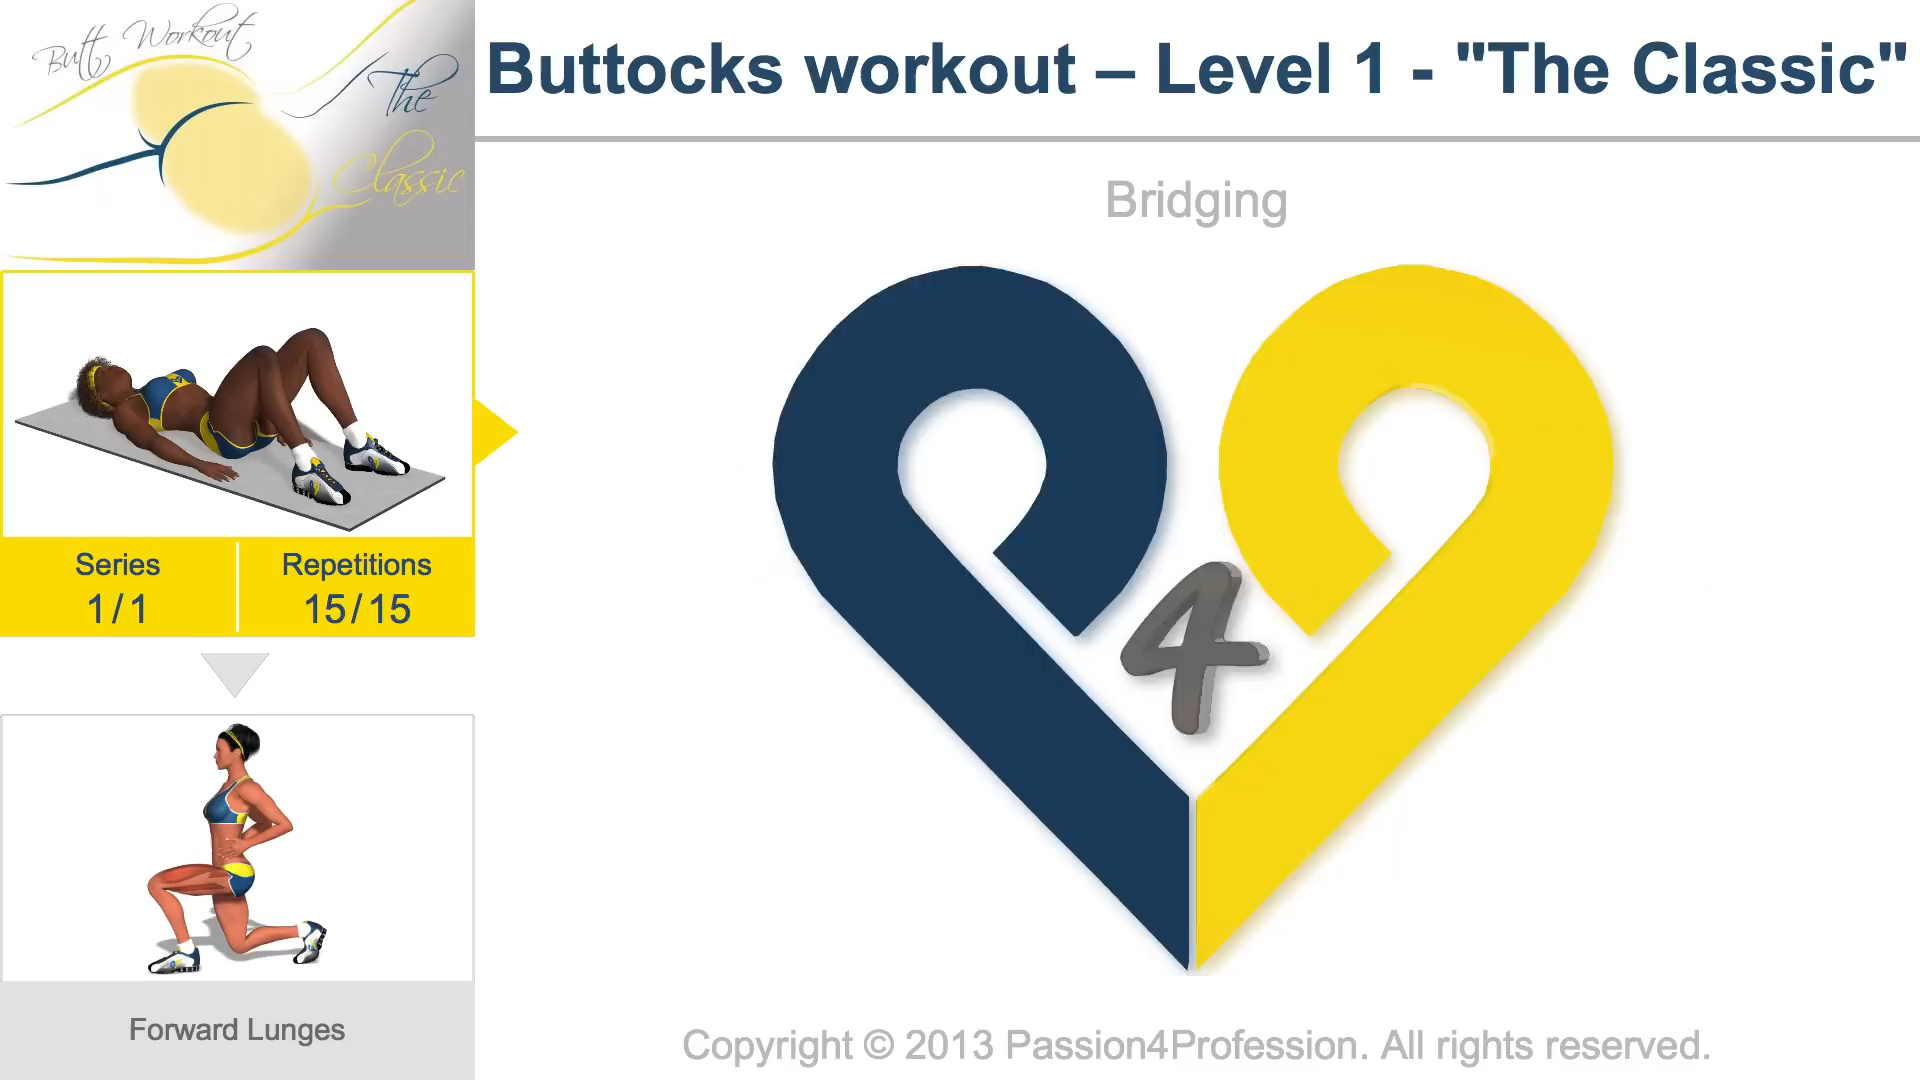 Butt Workout
The
Classic
Buttocks workout – Level 1 - "The Classic"
Bridging
Series
1/1
Repetitions
15/15
4
Forward Lunges
Copyright © 2013 Passion4Profession. All rights reserved.